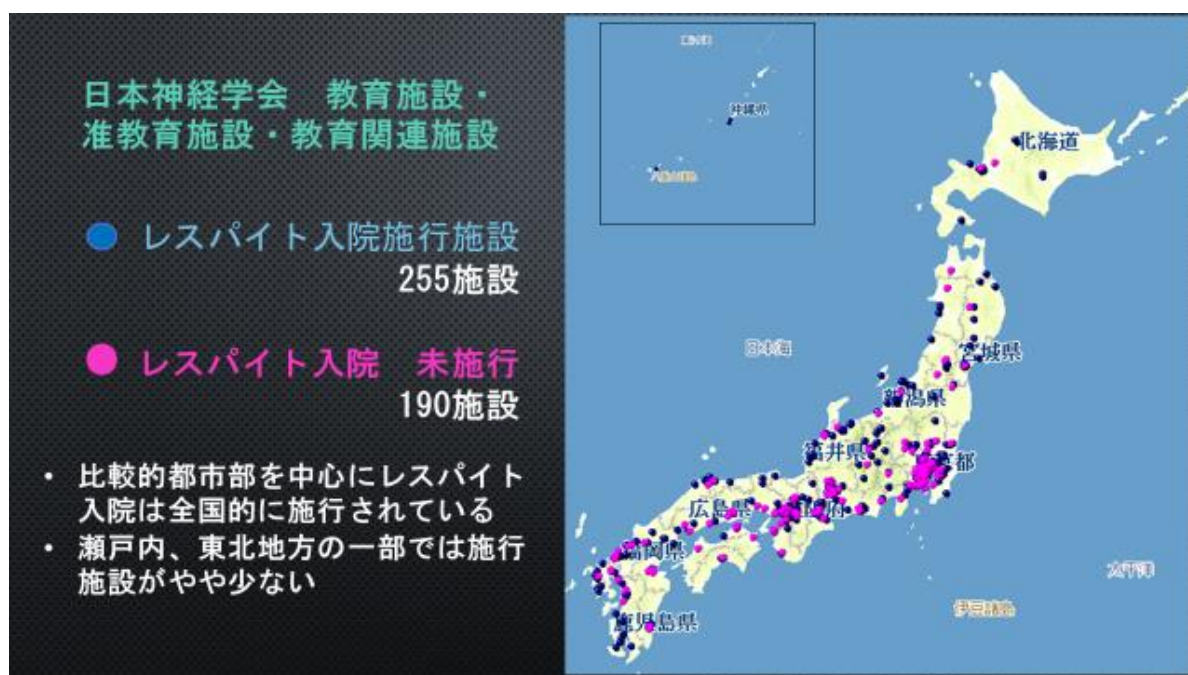 日本神経学会　教育施設・
准教育施設・教育関連施設
レスパイト入院施行施設
255施設
レスパイト入院　未施行
190施設
• 比較的都市部を中心にレスパイト
入院は全国的に施行されている
• 瀬戸内、東北地方の一部では施行
施設がやや少ない
沖縄県
北海道
日本海
宮城県
新潟県
福井県
広島県
福岡県
太平洋
伊豆諸島
鹿児島県